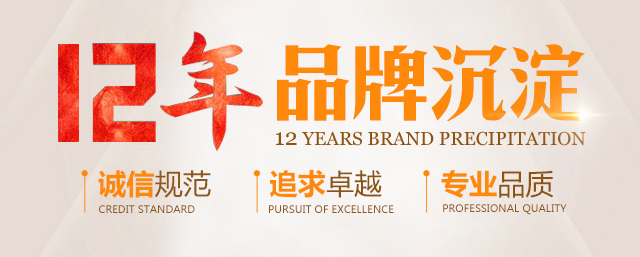 12年 品牌沉淀
12 YEARS BRAND PRECIPITATION
诚信规范 追求卓越 专业品质
CREDIT STANDARD PURSUIT OF EXCELLENCE PROFESSIONAL QUALITY